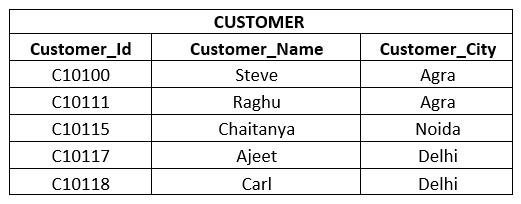 CUSTOMER
Customer_Id Customer_Name Customer_City
C10100 Steve Agra
C10111 Raghu Agra
C10115 Chaitanya Noida
C10117 Ajeet Delhi
C10118 Carl Delhi